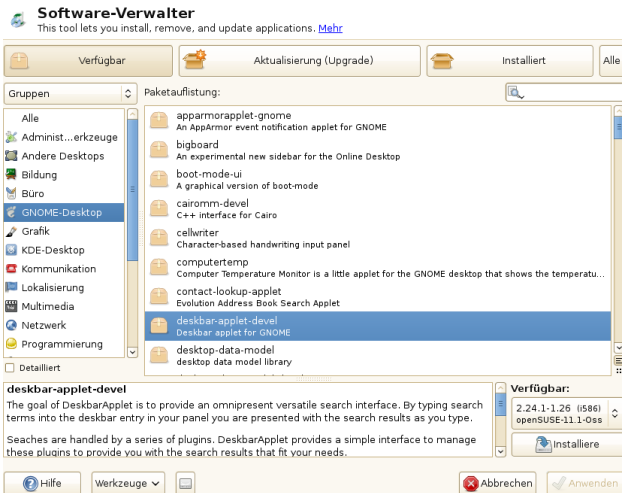 Software-Verwalter
This tool lets you install, remove, and update applications. Mehr
Verfügbar
Aktualisierung (Upgrade)
Installiert
Alle
Gruppen
Paketauflistung:
Alle
Administ...erkzeuge
Andere Desktops
Bildung
Büro
GNOME-Desktop
Grafik
KDE-Desktop
Kommunikation
Lokalisierung
Multimedia
Netzwerk
Programmierung
Detailliert
apparmorapplet-gnome
An AppArmor event notification applet for GNOME
bigboard
An experimental new sidebar for the Online Desktop
boot-mode-ui
A graphical version of boot-mode
cairomm-devel
C++ interface for Cairo
cellwriter
Character-based handwriting input panel
computertemp
Computer Temperature Monitor is a little applet for the GNOME desktop that shows the temperatu...
contact-lookup-applet
Evolution Address Book Search Applet
deskbar-applet-devel
Deskbar applet for GNOME
desktop-data-model
desktop data model library
deskbar-applet-devel
The goal of DeskbarApplet is to provide an omnipresent versatile search interface. By typing search
terms into the deskbar entry in your panel you are presented with the search results as you type.
Seaches are handled by a series of plugins. DeskbarApplet provides a simple interface to manage
these plugins to provide you with the search results that fit your needs.
Verfügbar:
2.24.1-1.26 (i586)
openSUSE-11.1-Oss
Installiere
Hilfe
Werkzeuge
Abbrechen
Anwenden